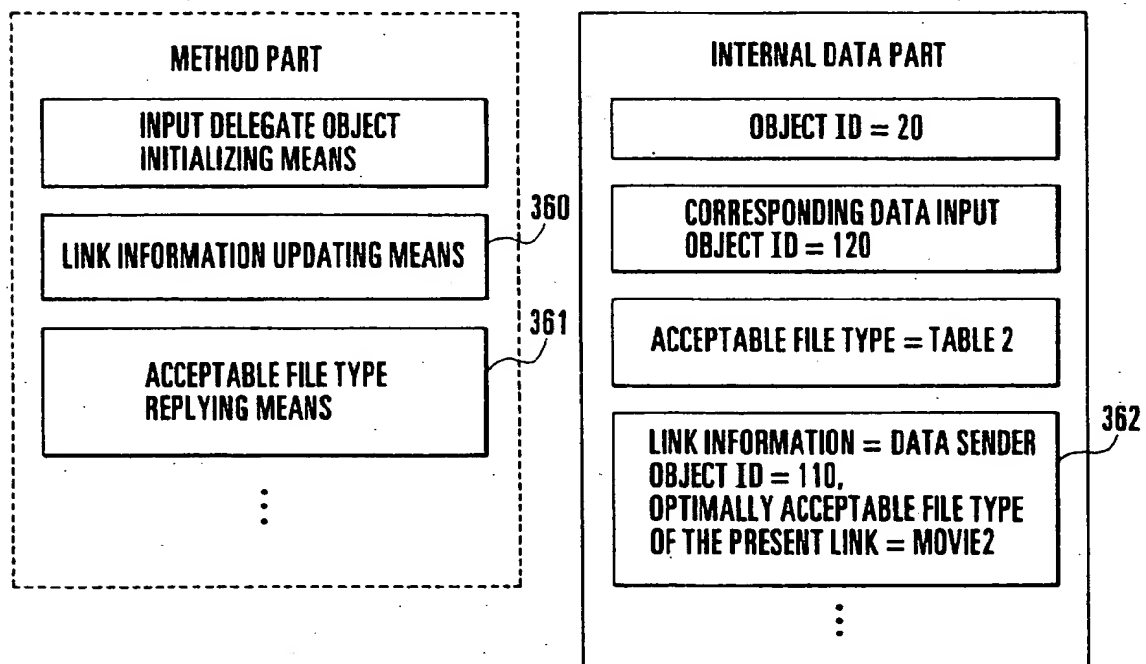 METHOD PART
INPUT DELEGATE OBJECT
INITIALIZING MEANS
360
LINK INFORMATION UPDATING MEANS
361
ACCEPTABLE FILE TYPE
REPLYING MEANS
INTERNAL DATA PART
OBJECT ID = 20
CORRESPONDING DATA INPUT
OBJECT ID = 120
ACCEPTABLE FILE TYPE = TABLE 2
362
LINK INFORMATION = DATA SENDER
OBJECT ID = 110,
OPTIMALLY ACCEPTABLE FILE TYPE
OF THE PRESENT LINK = MOVIE2